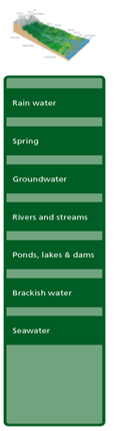 Rain water
Spring
Groundwater
Rivers and streams
Ponds, lakes & dams
Brackish water
Seawater